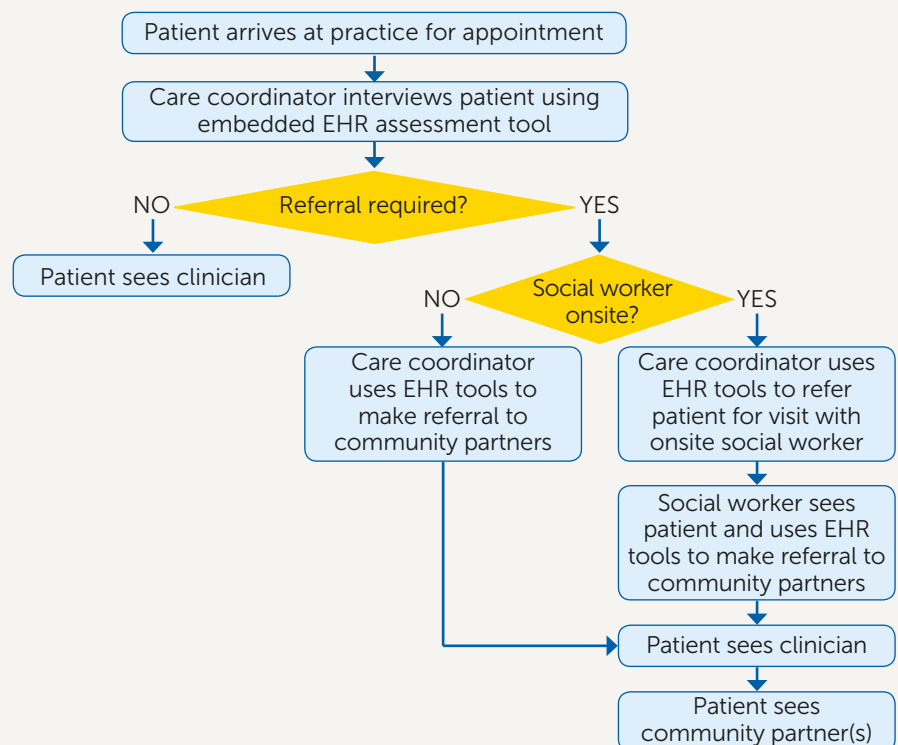 Patient arrives at practice for appointment
Care coordinator interviews patient using
embedded EHR assessment tool
NO
Referral required?
YES
Patient sees clinician
NO
Social worker
onsite?
YES
Care coordinator
uses EHR tools to
make referral to
community partners
Care coordinator uses
EHR tools to refer
patient for visit with
onsite social worker
Social worker sees
patient and uses EHR
tools to make referral to
community partners
Patient sees clinician
Patient sees
community partner(s)